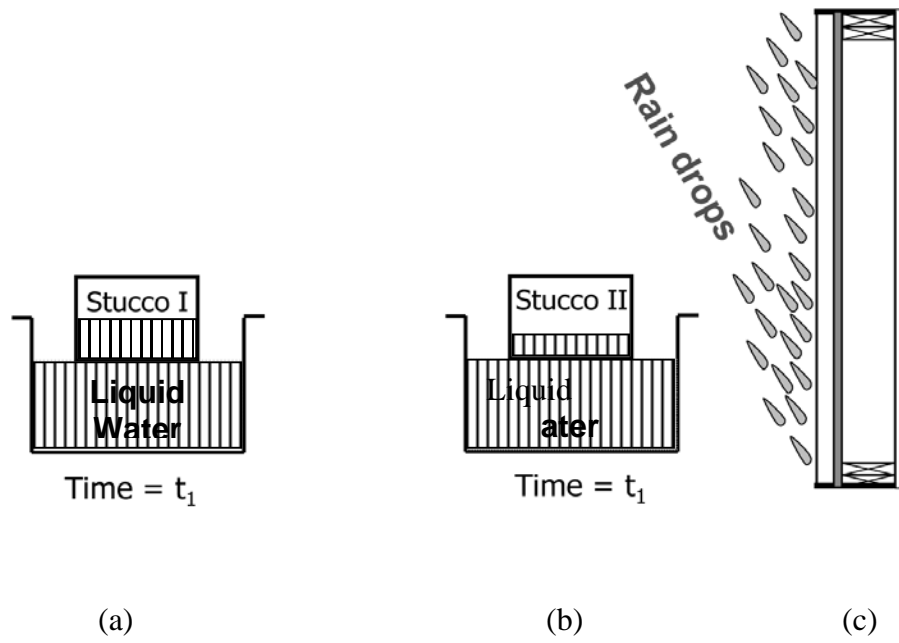 Rain drops
Stucco I
Liquid
Water
Time = t₁
Stucco II
Liquid
ater
Time = t₁
(a)
(b)
(c)